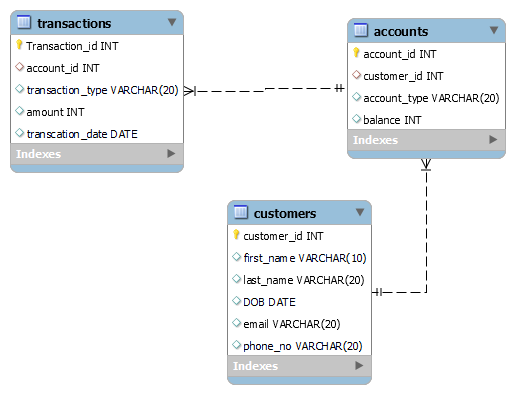 transactions
Transaction_id INT
account_id INT
transaction_type VARCHAR(20)
amount INT
transcation_date DATE
Indexes
accounts
account_id INT
customer_id INT
account_type VARCHAR(20)
balance INT
Indexes
customers
customer_id INT
first_name VARCHAR(10)
last_name VARCHAR(20)
DOB DATE
email VARCHAR(20)
phone_no VARCHAR(20)
Indexes